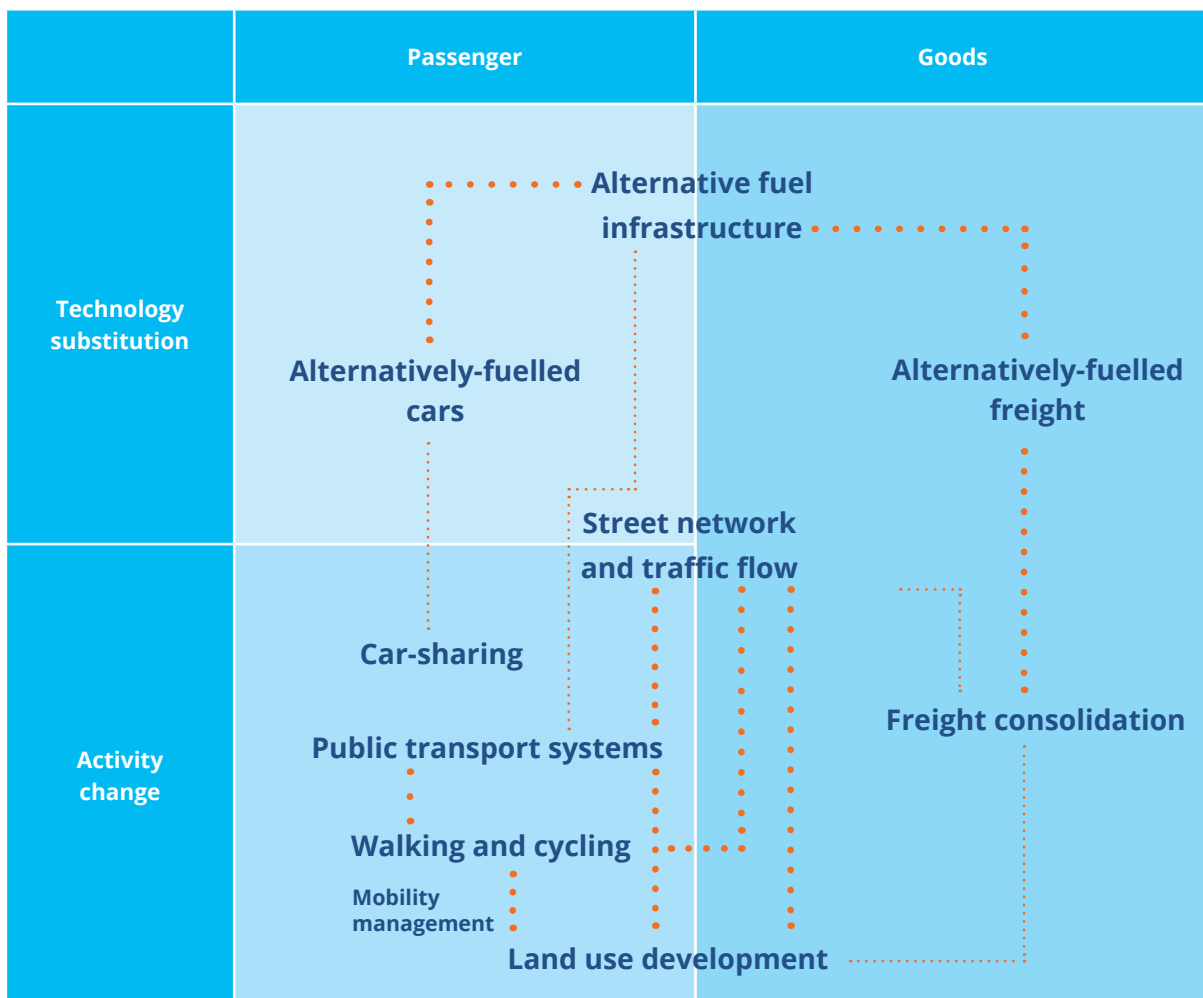 Passenger
Goods
Technology
substitution
Alternative fuel
infrastructure
Alternatively-fuelled
cars
Alternatively-fuelled
freight
Street network
and traffic flow
Activity
change
Car-sharing
Public transport systems
Freight consolidation
Walking and cycling
Mobility
management
Land use development